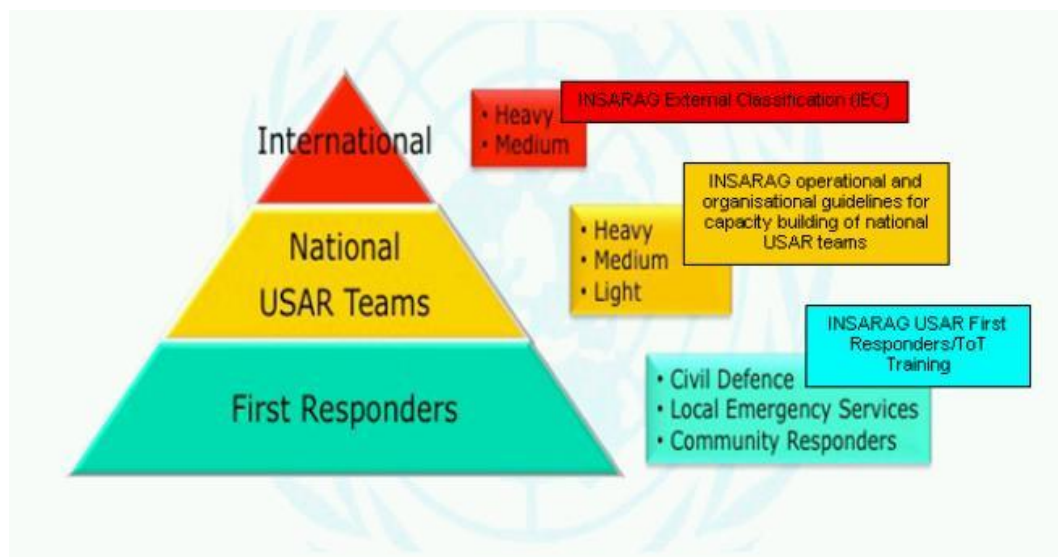 International
• Heavy
• Medium
INSARAG External Classification (IEC)
National
USAR Teams
• Heavy
• Medium
• Light
INSARAG operational and
organisational guidelines for
capacity building of national
USAR teams
First Responders
• Civil Defence
• Local Emergency Services
• Community Responders
INSARAG USAR First
Responders/ToT
Training